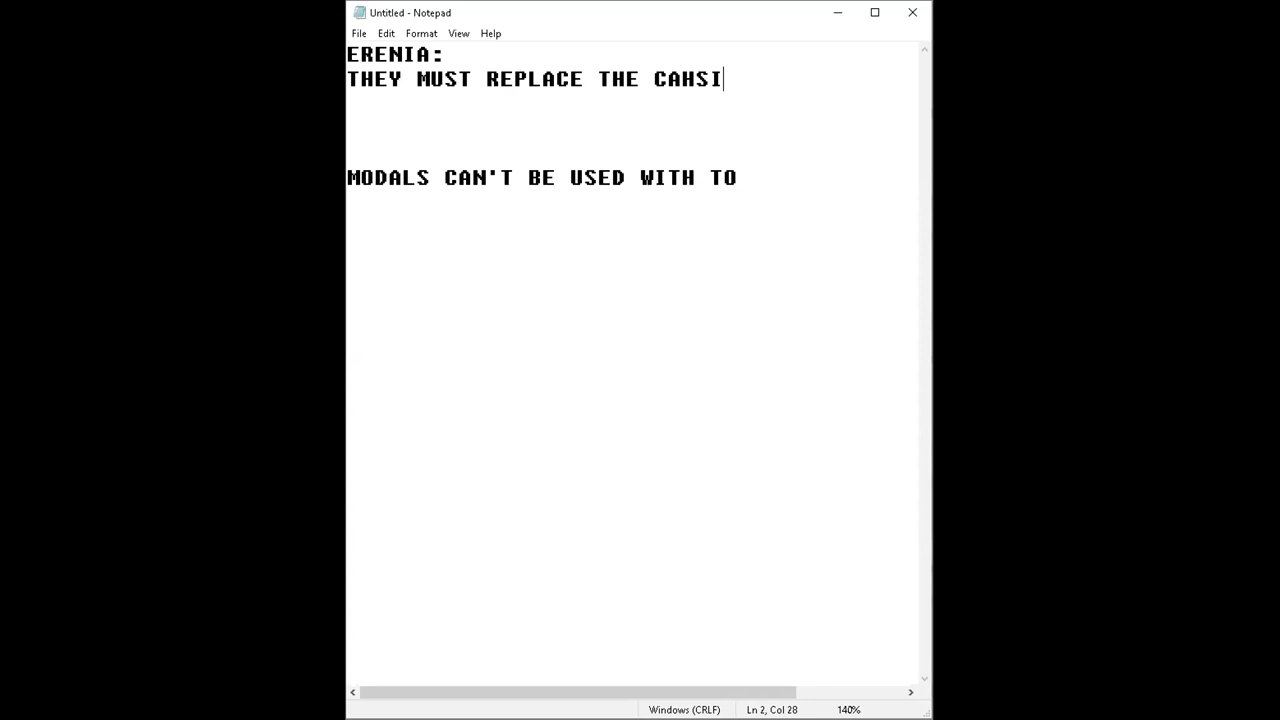 Untitled - Notepad
File Edit Format View Help
ERENIA:
THEY MUST REPLACE THE CAHSI
MODALS CAN'T BE USED WITH TO
Windows (CRLF) Ln 2, Col 28 140%